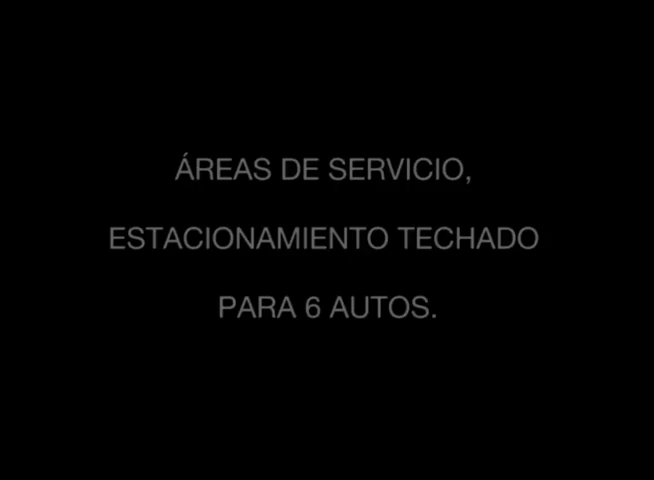 ÁREAS DE SERVICIO,
ESTACIONAMIENTO TECHADO
PARA 6 AUTOS.